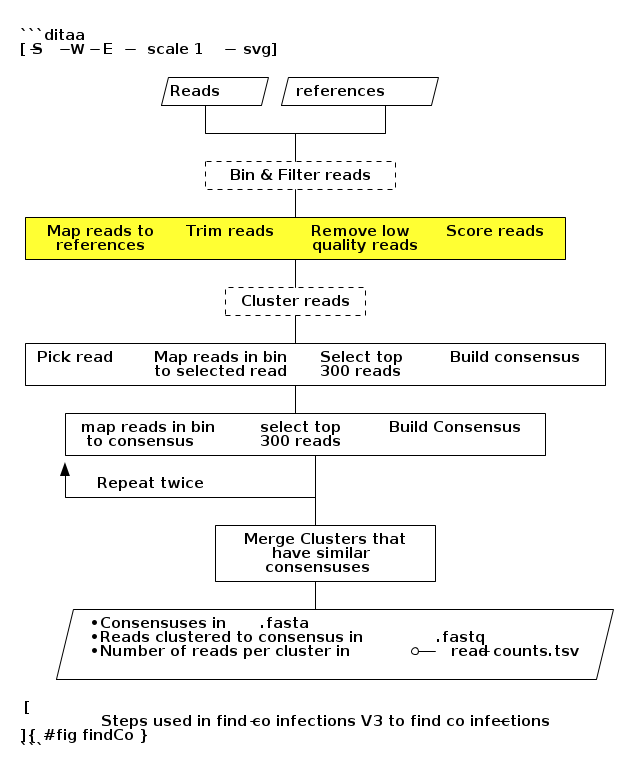 ```ditaa
[-S -W-E - scale 1 - svg]
Reads references
Bin & Filter reads
Map reads to Trim reads Remove low Score reads
references quality reads
Cluster reads
Pick read Map reads in bin Select top Build consensus
to selected read 300 reads
map reads in bin select top Build Consensus
to consensus 300 reads
Repeat twice
Merge Clusters that
have similar
consensuses
•Consensuses in .fasta
•Reads clustered to consensus in .fastq
•Number of reads per cluster in read-counts.tsv
[
Steps used in find-co infections V3 to find co infections
]{ #fig findCo }
```